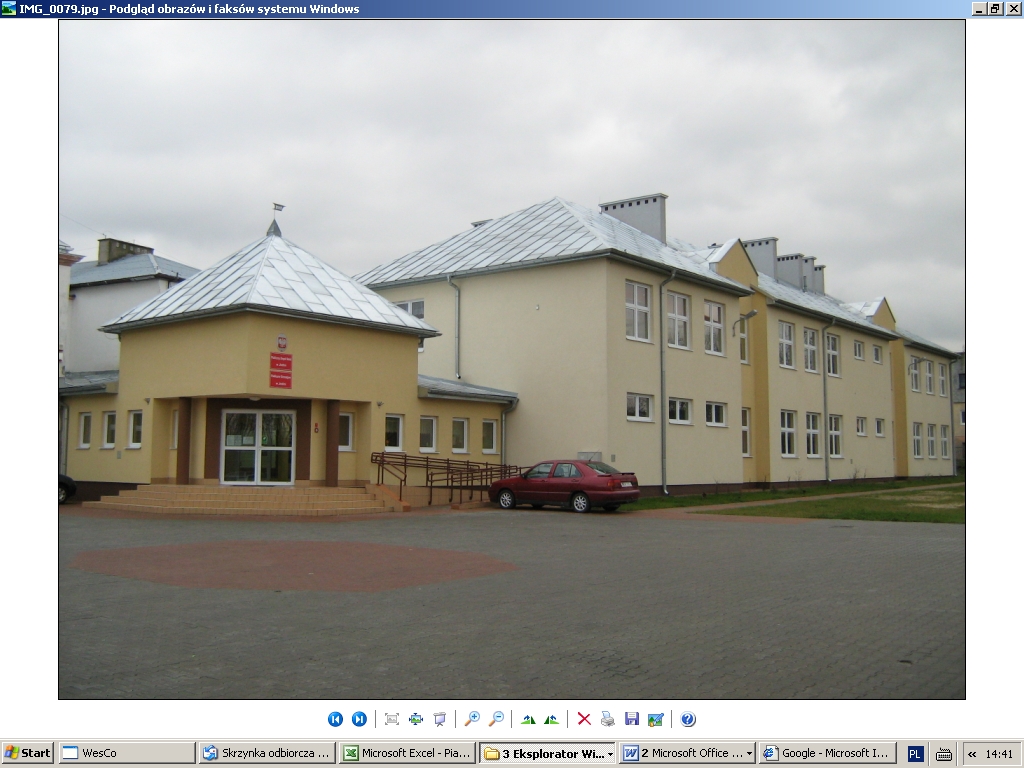 IMG_0079.jpg - Podgląd obrazów i faksów systemu Windows
Start
WesCo
Skrzynka odbiorcza ...
Microsoft Excel - Pia...
3 Eksplorator Wi...
2 Microsoft Office ...
Google - Microsoft I...
PL
14:41